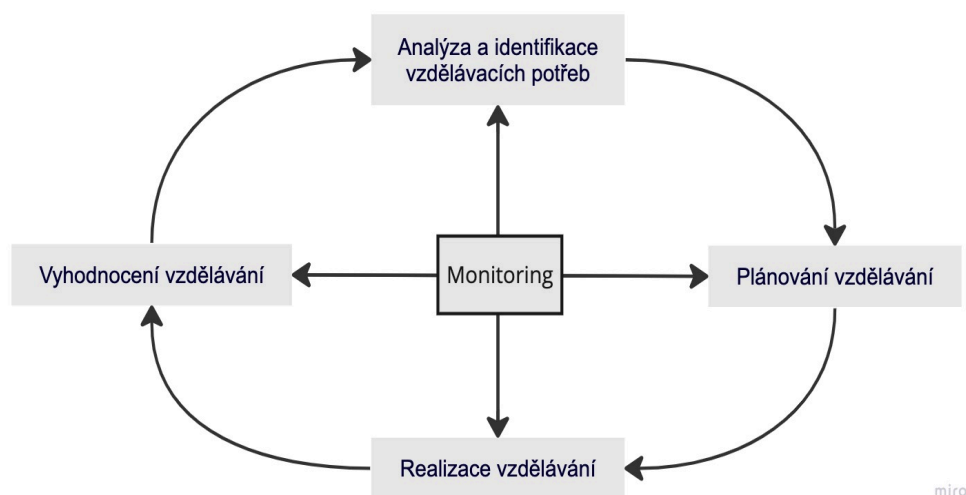 Analýza a identifikace
vzdělávacích potřeb
Vyhodnocení vzdělávání
Monitoring
Plánování vzdělávání
Realizace vzdělávání
miro